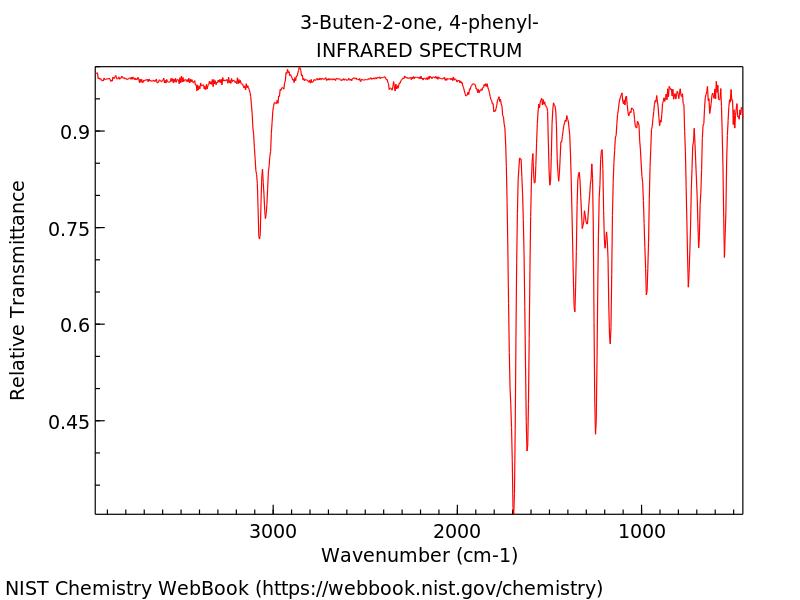 3-Buten-2-one, 4-phenyl-
INFRARED SPECTRUM
Relative Transmittance
0.9
0.75
0.6
0.45
3000 2000 1000
Wavenumber (cm-1)
NIST Chemistry WebBook (https://webbook.nist.gov/chemistry)